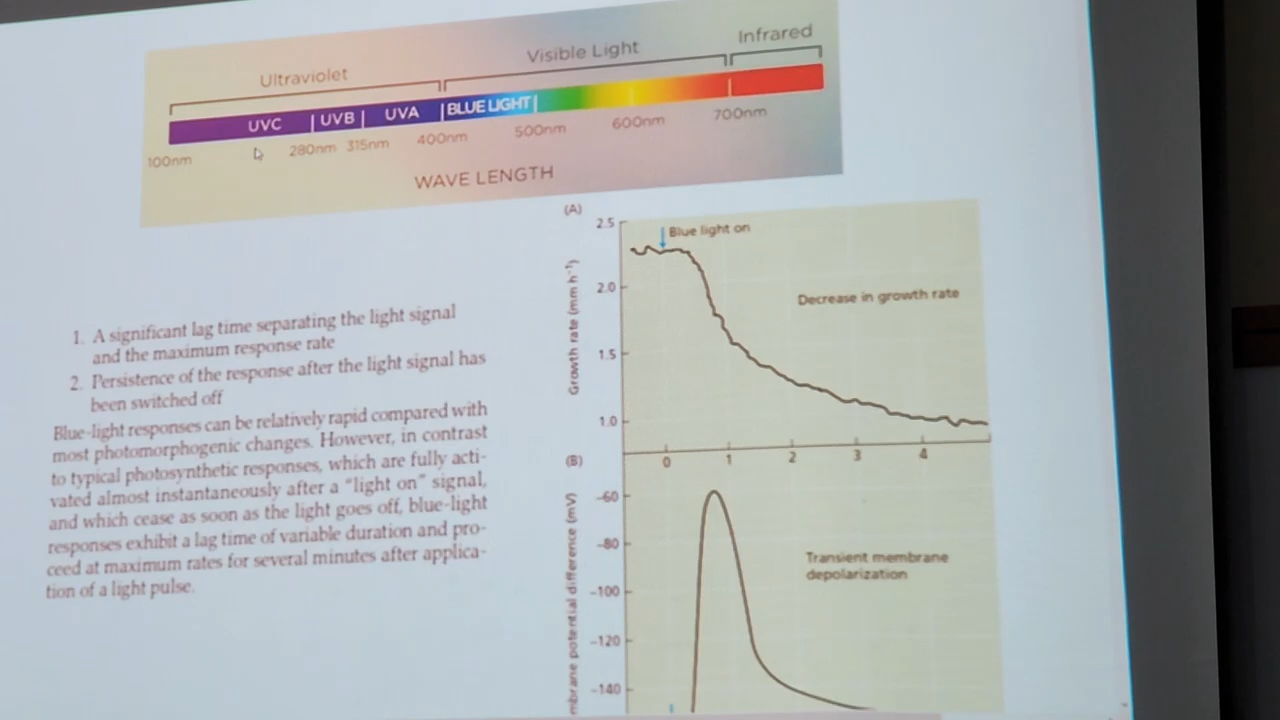 Ultraviolet
Visible Light
Infrared
UVC | UVB | UVA | BLUE LIGHT |
100nm 280nm 315nm 400nm 500nm 600nm 700nm
WAVE LENGTH
1. A significant lag time separating the light signal
and the maximum response rate
2. Persistence of the response after the light signal has
been switched off
Blue-light responses can be relatively rapid compared with
most photomorphogenic changes. However, in contrast
to typical photosynthetic responses, which are fully acti-
vated almost instantaneously after a “light on” signal,
and which cease as soon as the light goes off, blue-light
responses exhibit a lag time of variable duration and pro-
ceed at maximum rates for several minutes after applica-
tion of a light pulse.
(A)
Blue light on
Decrease in growth rate
Growth rate (mm h⁻¹)
2.5
2.0
1.5
1.0
0 1 2 3 4
(B)
Transient membrane
depolarization
potential difference (mV)
–60
–80
–100
–120
–140